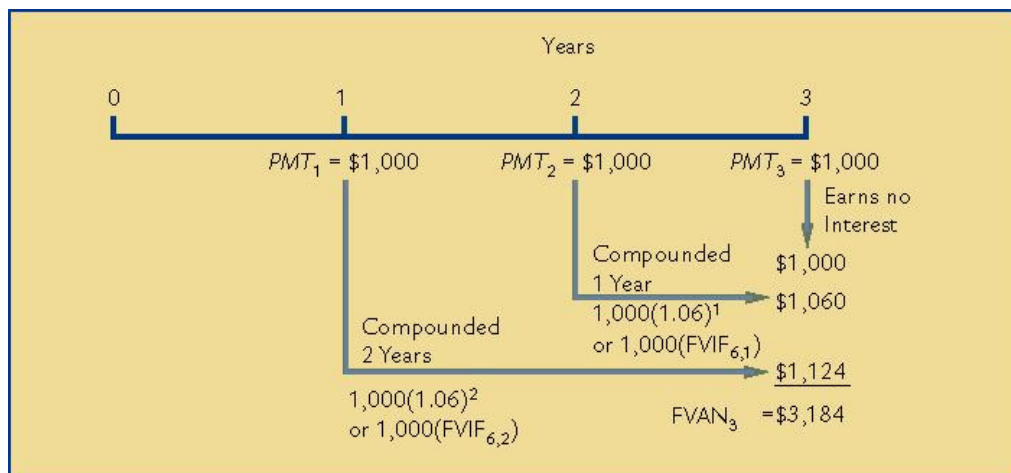 Years
0 1 2 3
PMT₁ = $1,000 PMT₂ = $1,000 PMT₃ = $1,000
Earns no
Interest
$1,000
Compounded
1 Year
$1,060
1,000(1.06)¹
or 1,000(FVIF₆,₁)
Compounded
2 Years
$1,124
1,000(1.06)²
or 1,000(FVIF₆,₂)
FVAN₃ =$3,184